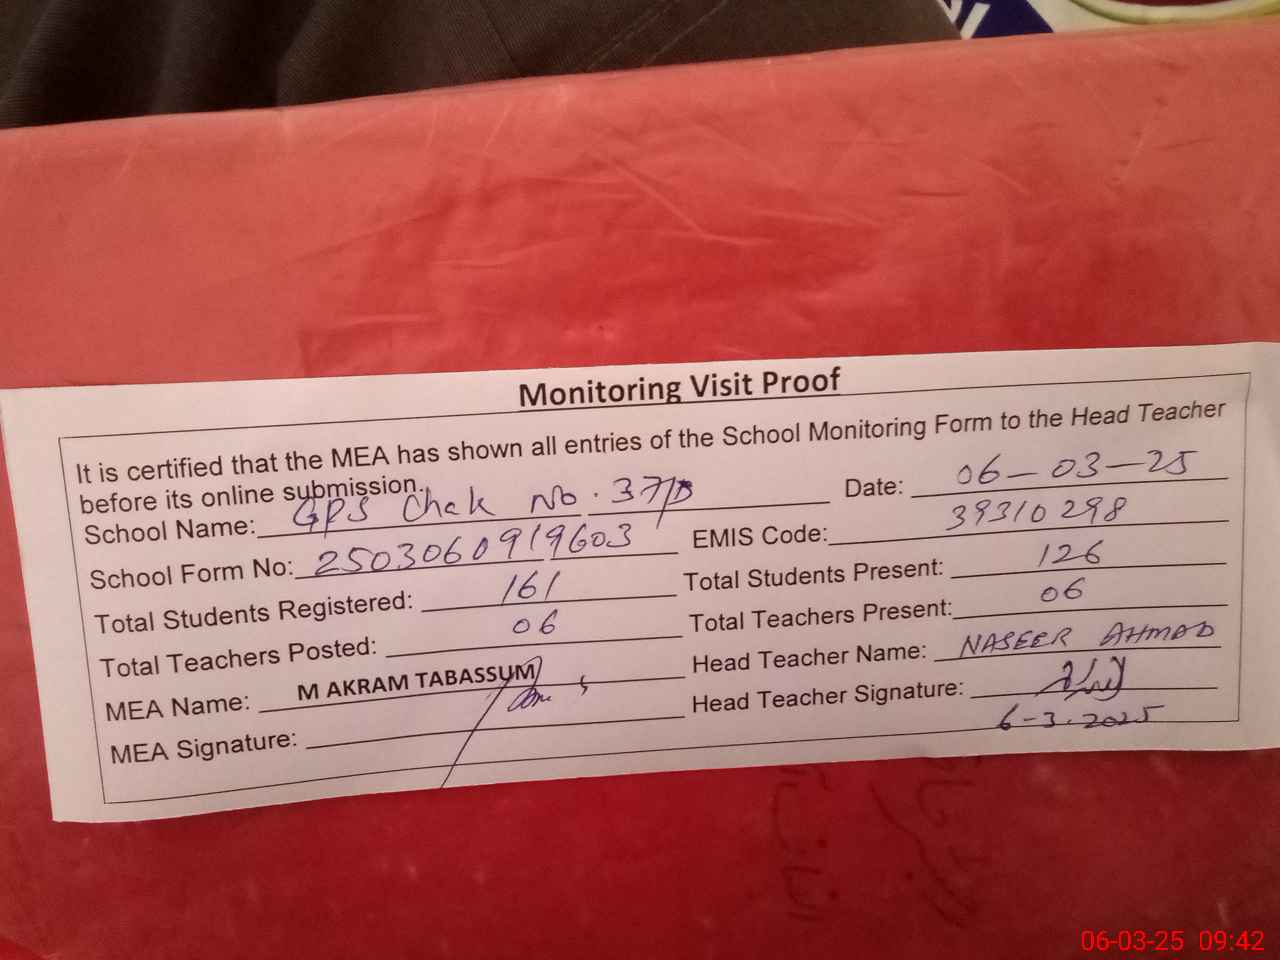 Monitoring Visit Proof
It is certified that the MEA has shown all entries of the School Monitoring Form to the Head Teacher
before its online submission.
School Name: GPS Chak No. 37/D Date: 06-03-25
School Form No: 2503060919603 EMIS Code: 39310298
Total Students Registered: 161 Total Students Present: 126
Total Teachers Posted: 06 Total Teachers Present: 06
MEA Name: M AKRAM TABASSUM Head Teacher Name: NASEER AHMAD
MEA Signature: Head Teacher Signature:
6-3-2025
06-03-25 09:42